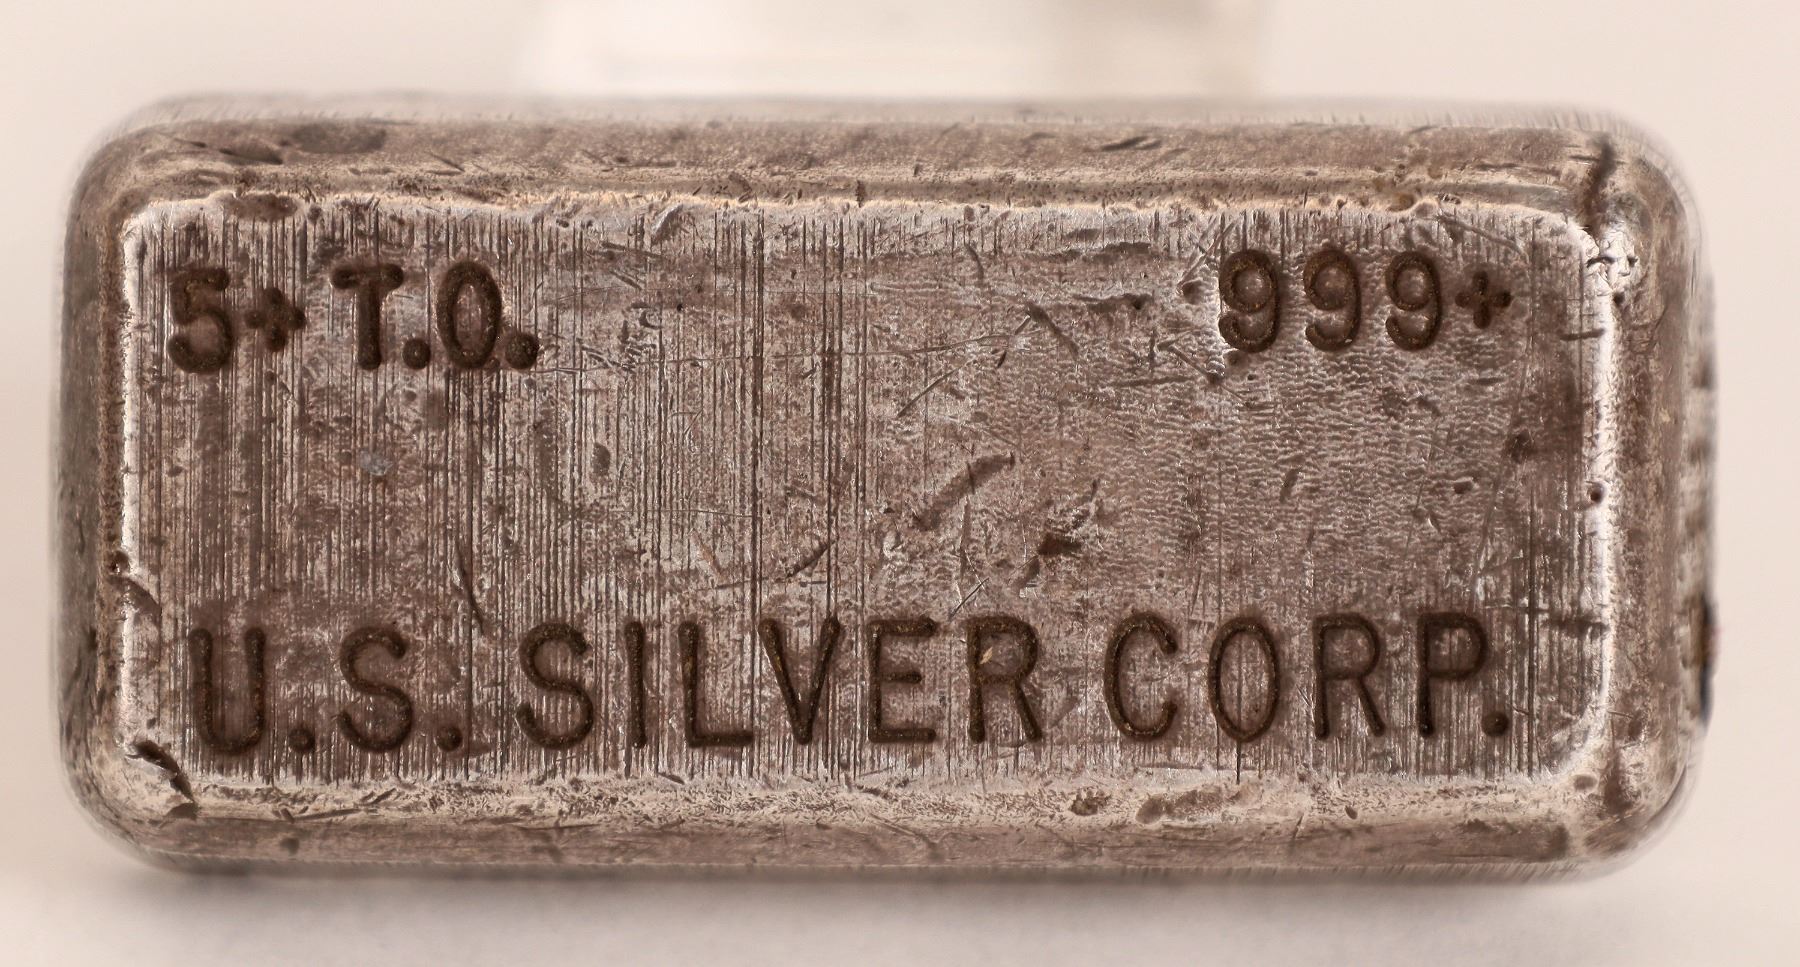 5+ T.O. 999+
U.S. SILVER CORP.